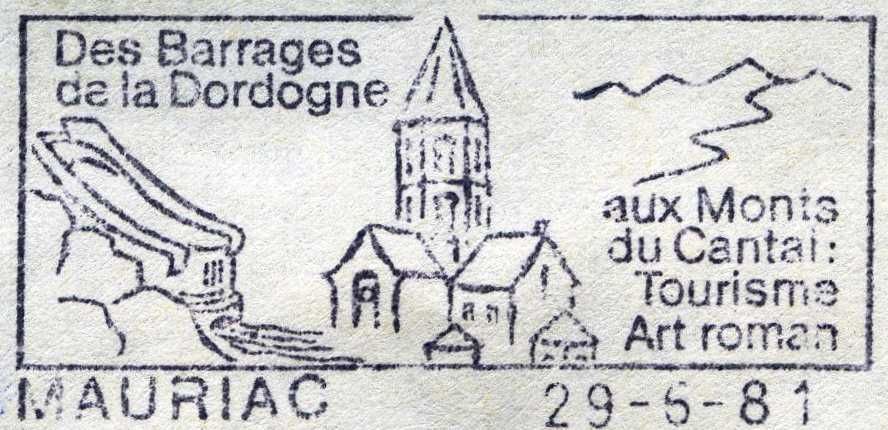 Des Barrages
de la Dordogne
aux Monts
du Cantal :
Tourisme
Art roman
MAURIAC
29-6-81